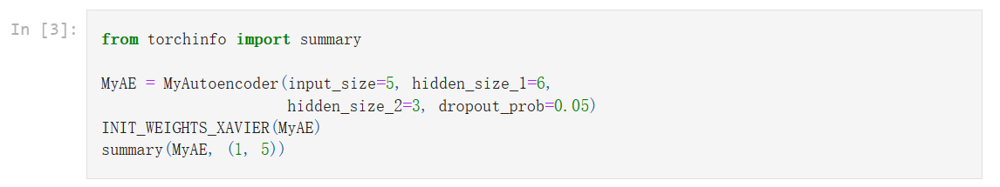 In [3]:
from torchinfo import summary
MyAE = MyAutoencoder(input_size=5, hidden_size_1=6,
hidden_size_2=3, dropout_prob=0.05)
INIT_WEIGHTS_XAVIER(MyAE)
summary(MyAE, (1, 5))